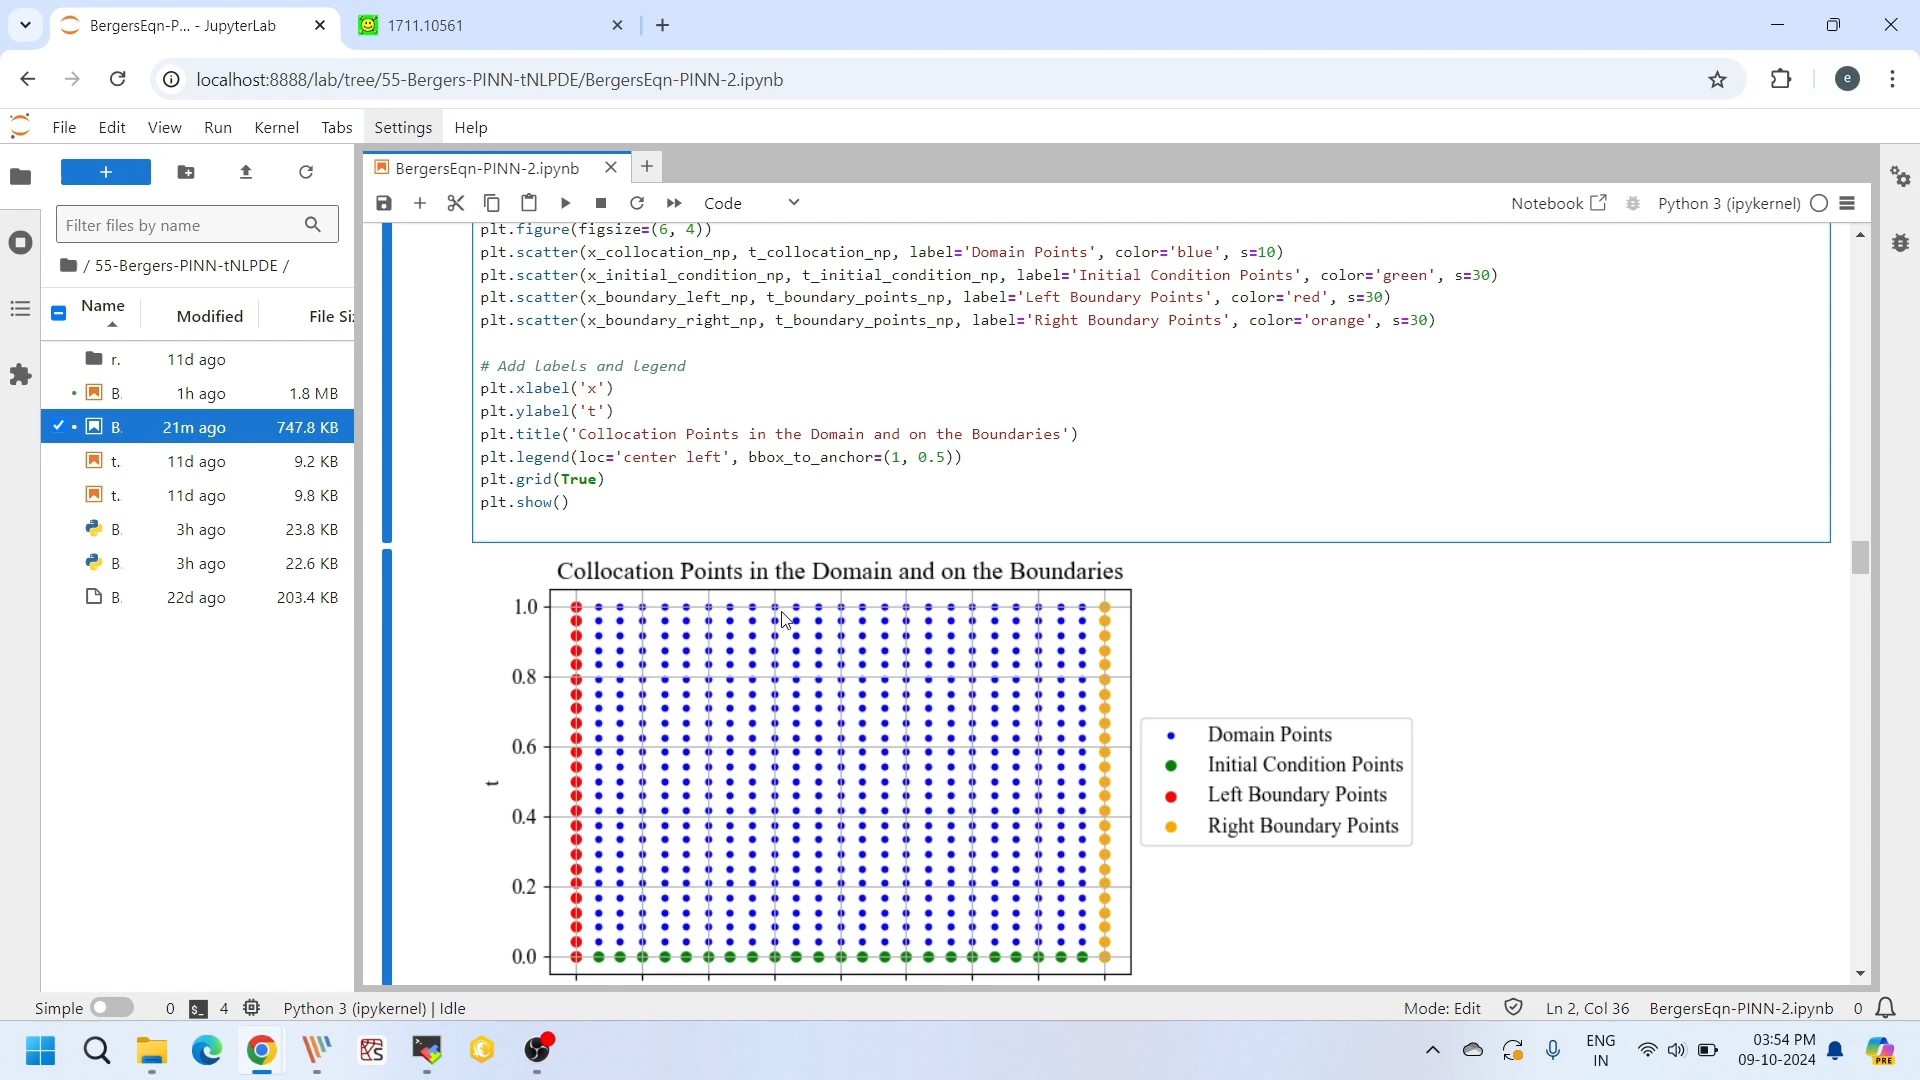 BergersEqn-P... - JupyterLab
1711.10561
localhost:8888/lab/tree/55-Bergers-PINN-tNLPDE/BergersEqn-PINN-2.ipynb
e
File Edit View Run Kernel Tabs Settings Help
BergersEqn-PINN-2.ipynb
Code
Notebook
Python 3 (ipykernel)
Filter files by name
/ 55-Bergers-PINN-tNLPDE /
Name Modified File Si
r. 11d ago
B. 1h ago 1.8 MB
B. 21m ago 747.8 KB
t. 11d ago 9.2 KB
t. 11d ago 9.8 KB
B. 3h ago 23.8 KB
B. 3h ago 22.6 KB
B. 22d ago 203.4 KB
plt.figure(figsize=(6, 4))
plt.scatter(x_collocation_np, t_collocation_np, label='Domain Points', color='blue', s=10)
plt.scatter(x_initial_condition_np, t_initial_condition_np, label='Initial Condition Points', color='green', s=30)
plt.scatter(x_boundary_left_np, t_boundary_points_np, label='Left Boundary Points', color='red', s=30)
plt.scatter(x_boundary_right_np, t_boundary_points_np, label='Right Boundary Points', color='orange', s=30)
# Add labels and legend
plt.xlabel('x')
plt.ylabel('t')
plt.title('Collocation Points in the Domain and on the Boundaries')
plt.legend(loc='center left', bbox_to_anchor=(1, 0.5))
plt.grid(True)
plt.show()
Collocation Points in the Domain and on the Boundaries
1.0
0.8
0.6
0.4
0.2
0.0
t
Domain Points
Initial Condition Points
Left Boundary Points
Right Boundary Points
Simple 0 $_ 4 Python 3 (ipykernel) | Idle
Mode: Edit Ln 2, Col 36 BergersEqn-PINN-2.ipynb 0
ENG
IN
03:54 PM
09-10-2024
PRE